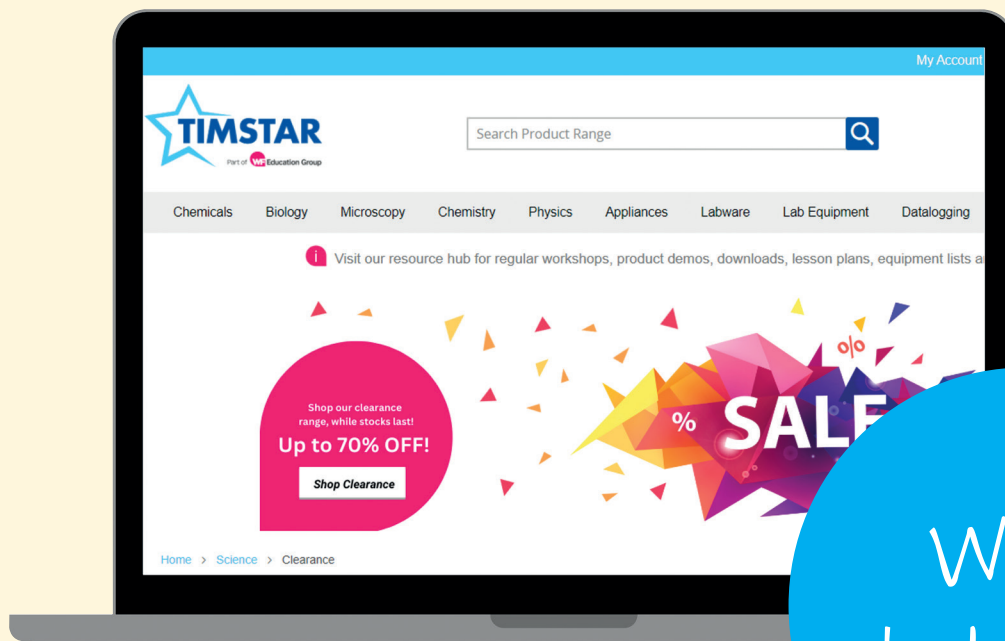 My Account
TIMSTAR
Part of WF Education Group
Search Product Range
Chemicals Biology Microscopy Chemistry Physics Appliances Labware Lab Equipment Datalogging
i Visit our resource hub for regular workshops, product demos, downloads, lesson plans, equipment lists
%
% SALE
Shop our clearance
range, while stocks last!
Up to 70% OFF!
Shop Clearance
Home > Science > Clearance